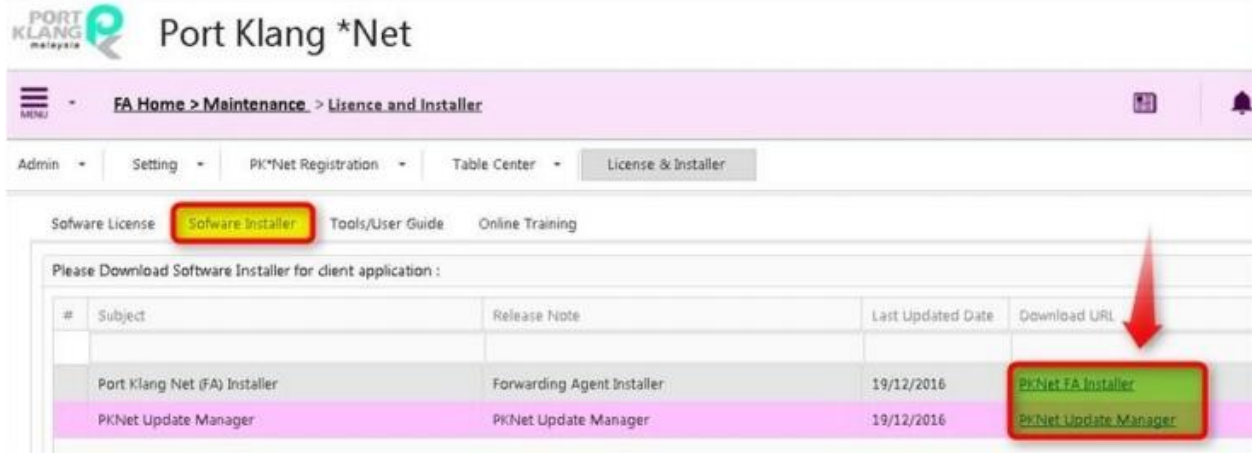 PORT
KLANG
malaysia
Port Klang *Net
MENU
FA Home > Maintenance > Lisence and Installer
Admin Setting PK*Net Registration Table Center License & Installer
Sofware License Sofware Installer Tools/User Guide Online Training
Please Download Software Installer for client application :
# Subject Release Note Last Updated Date Download URL
Port Klang Net (FA) Installer Forwarding Agent Installer 19/12/2016 PKNet FA Installer
PKNet Update Manager PKNet Update Manager 19/12/2016 PKNet Update Manager